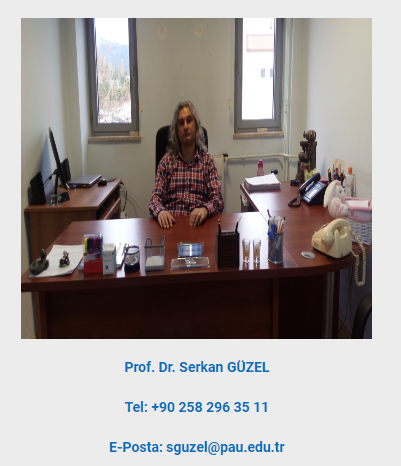 Prof. Dr. Serkan GÜZEL
Tel: +90 258 296 35 11
E-Posta: sguzel@pau.edu.tr